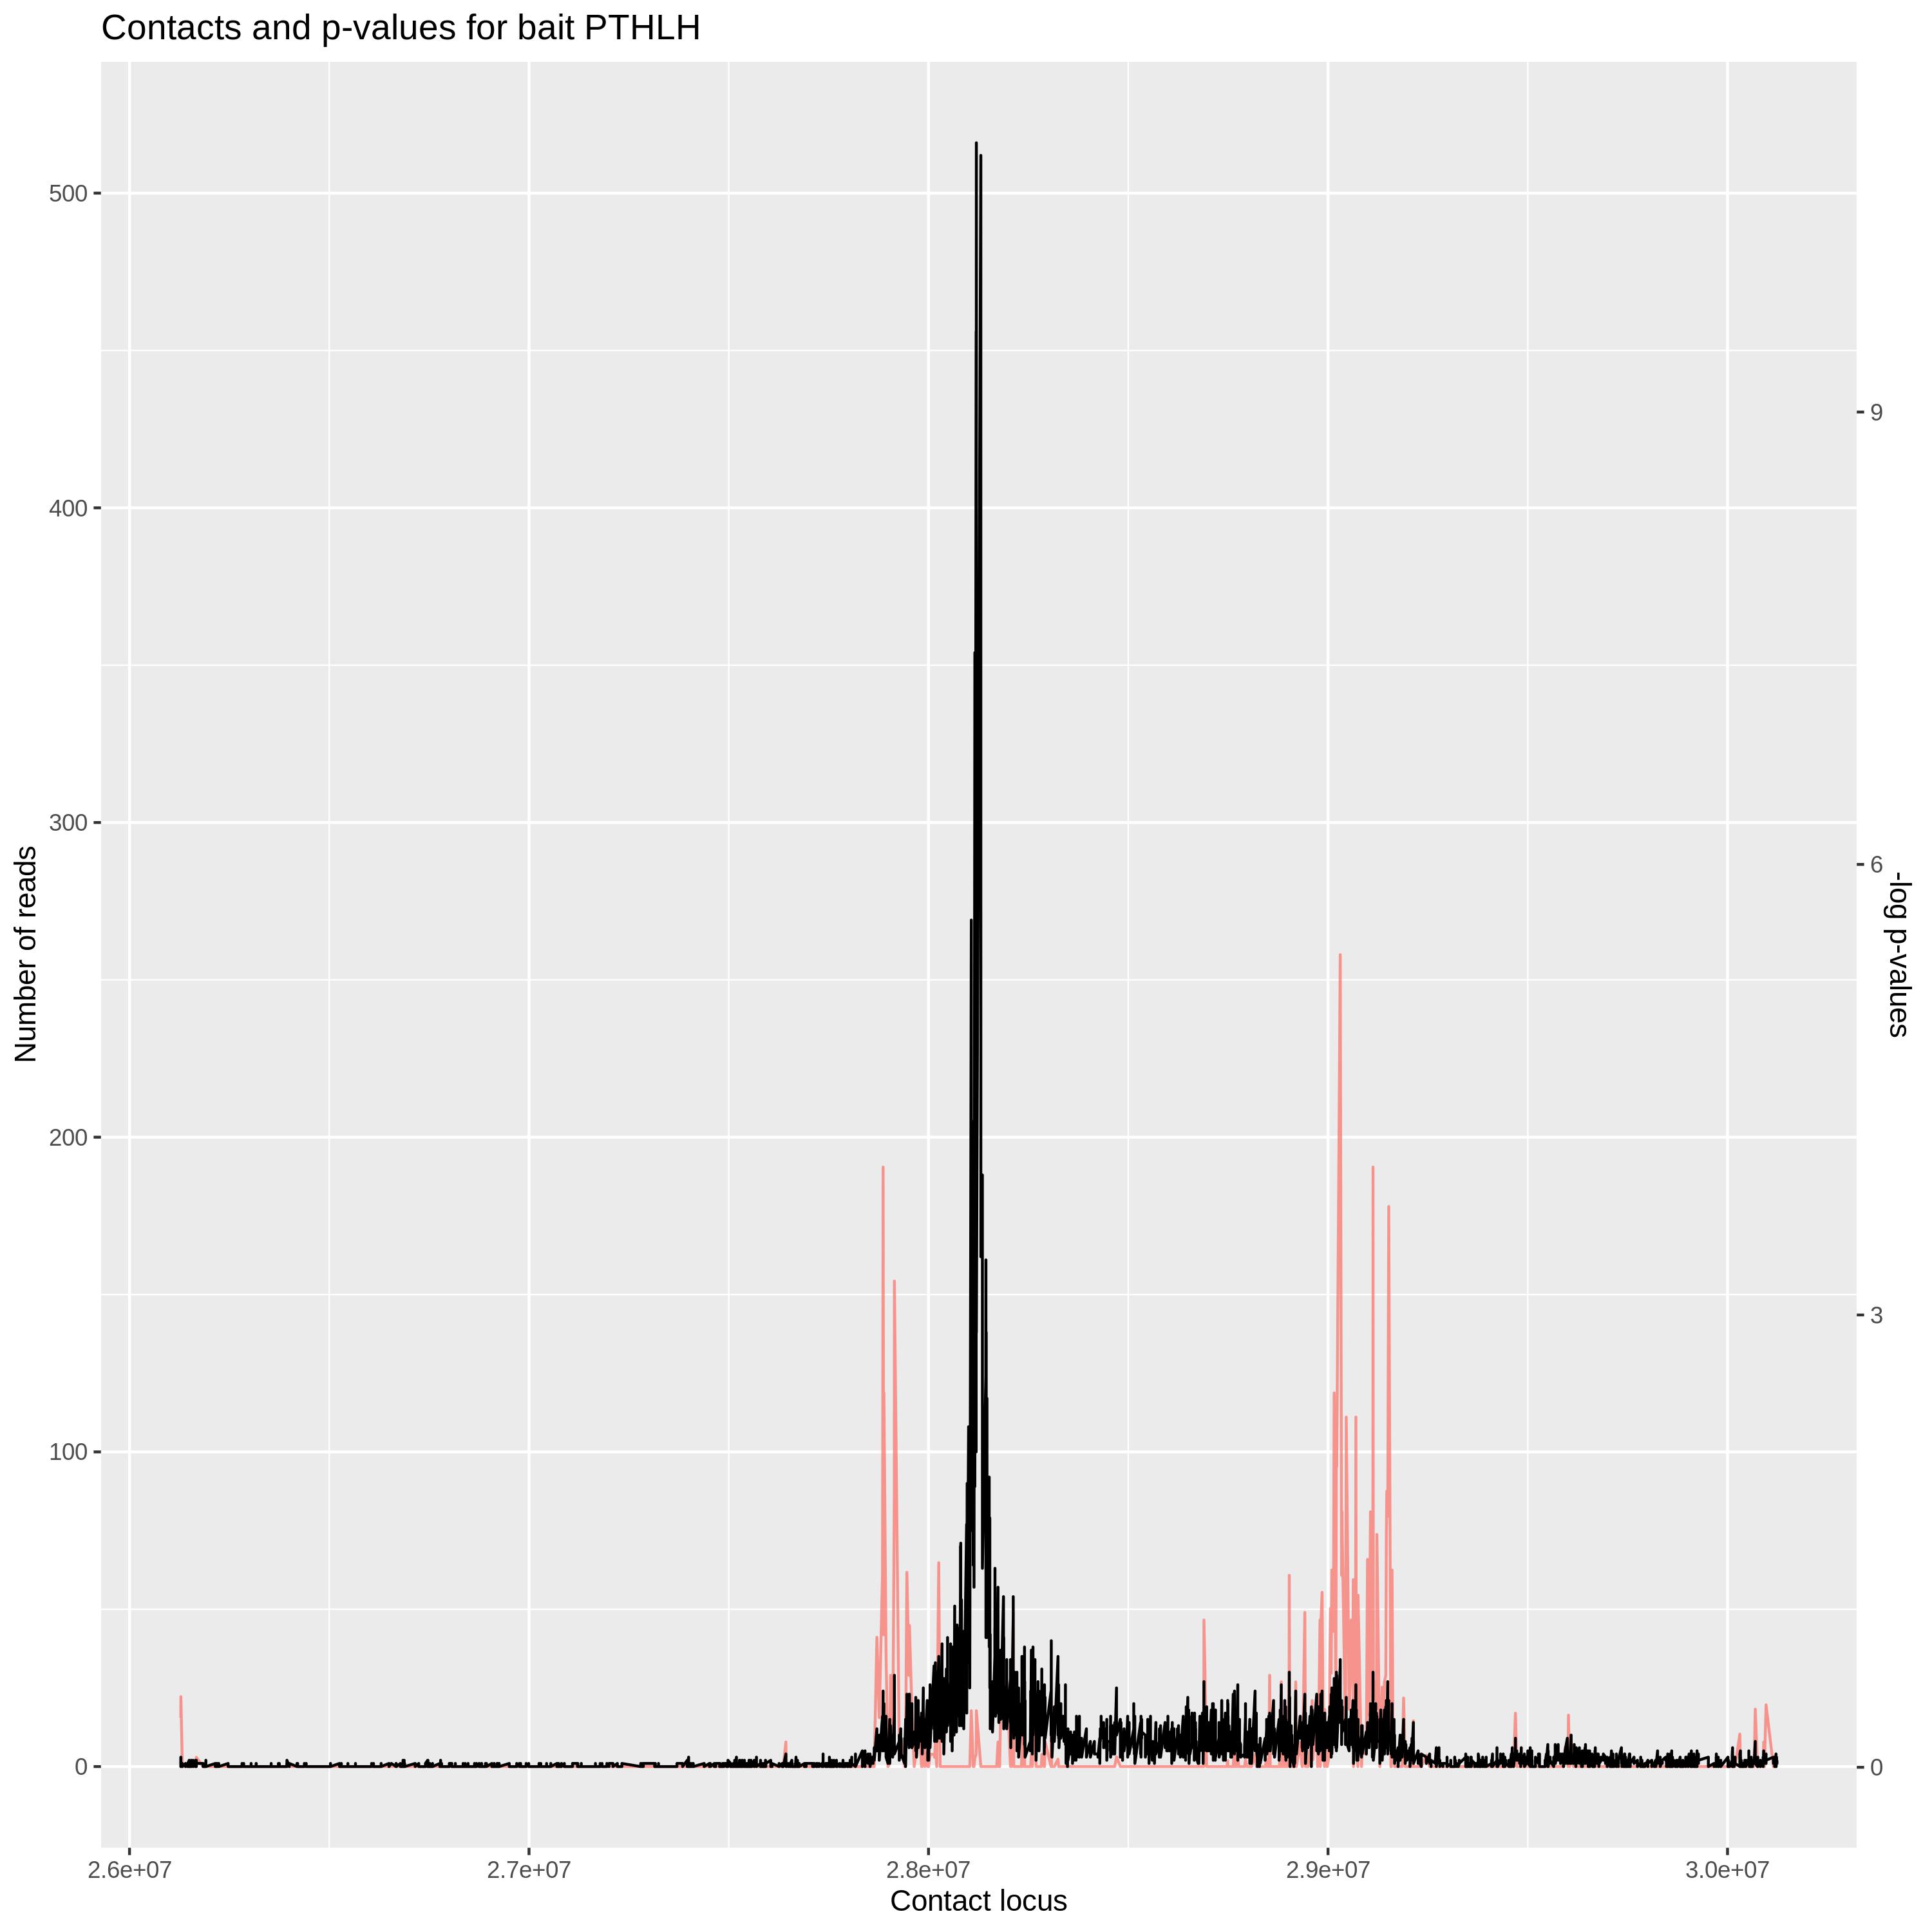 Contacts and p-values for bait PTHLH
500
400
300
200
100
0
Number of reads
9
6
3
0
-log p-values
2.6e+07
2.7e+07
2.8e+07
2.9e+07
3.0e+07
Contact locus